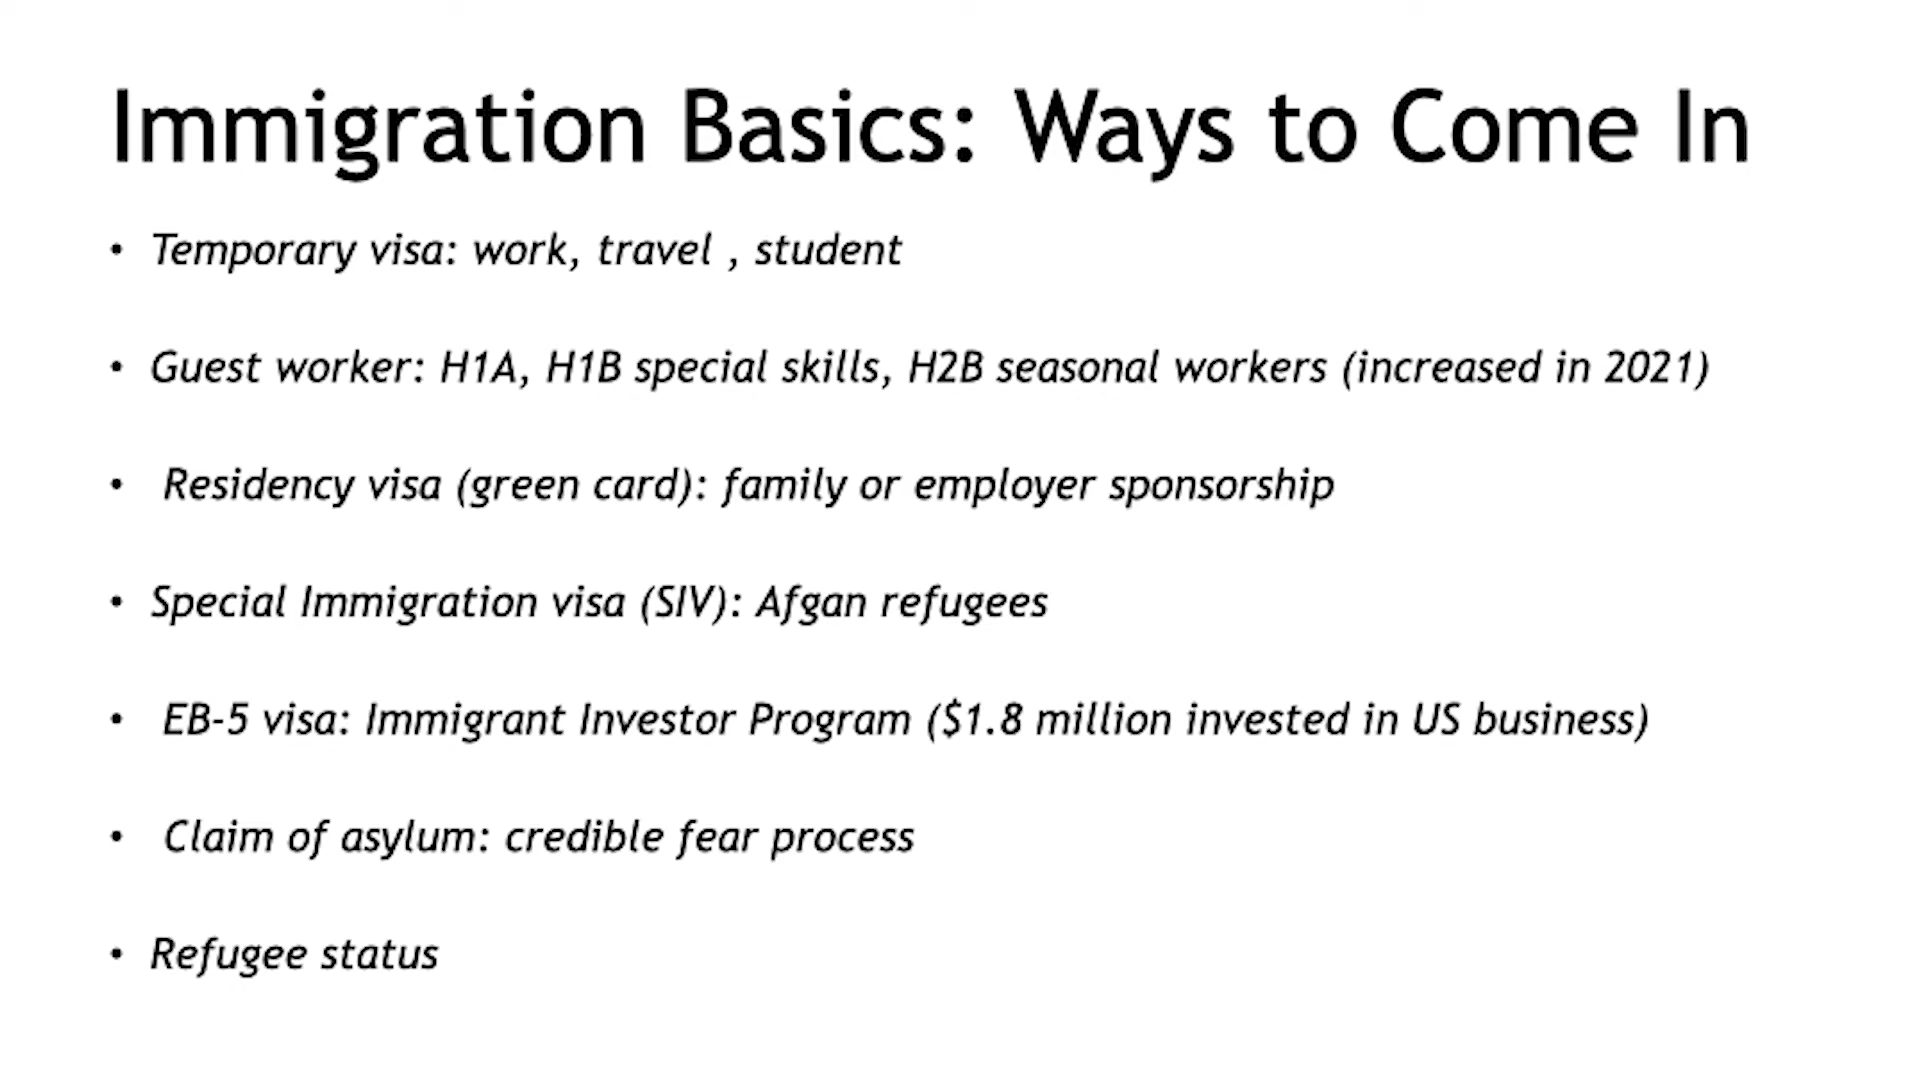 Immigration Basics: Ways to Come In
• Temporary visa: work, travel , student
• Guest worker: H1A, H1B special skills, H2B seasonal workers (increased in 2021)
• Residency visa (green card): family or employer sponsorship
• Special Immigration visa (SIV): Afgan refugees
• EB-5 visa: Immigrant Investor Program ($1.8 million invested in US business)
• Claim of asylum: credible fear process
• Refugee status